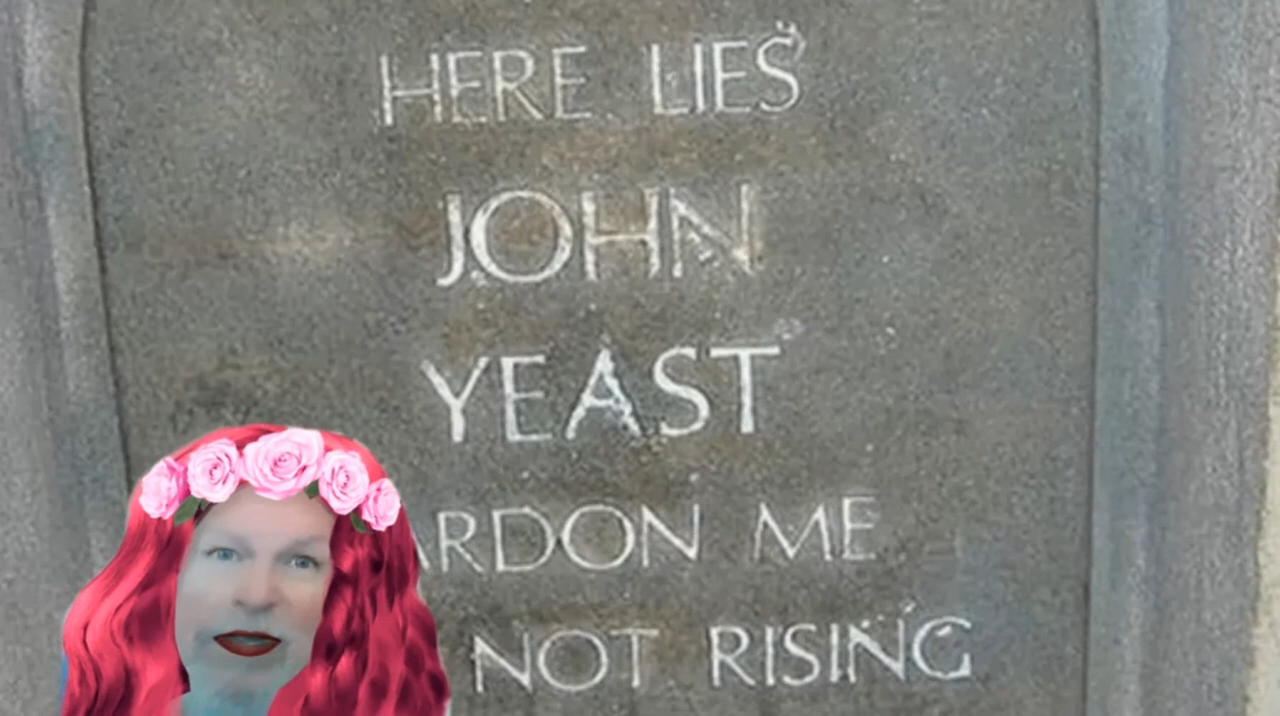 HERE LIES
JOHN
YEAST
ARDON ME
NOT RISING